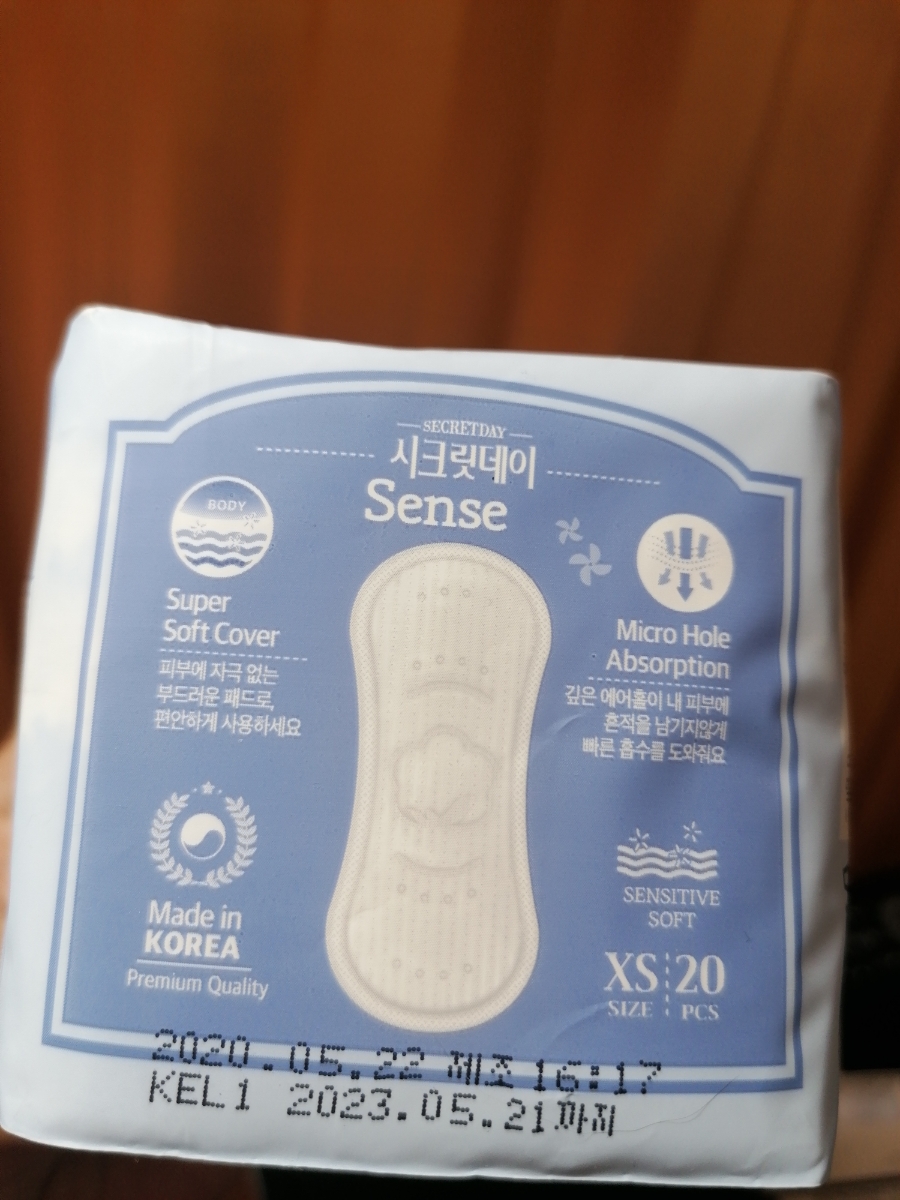 SECRETDAY
시크릿데이
Sense
BODY
Super
Soft Cover
피부에 자극 없는
부드러운 패드로,
편안하게 사용하세요
Micro Hole
Absorption
깊은 에어홀이 내 피부에
흔적을 남기지않게
빠른 흡수를 도와줘요
Made in
KOREA
Premium Quality
SENSITIVE
SOFT
XS 20
SIZE PCS
2020.05.22 제조 16:17
KEL1 2023.05.21까지